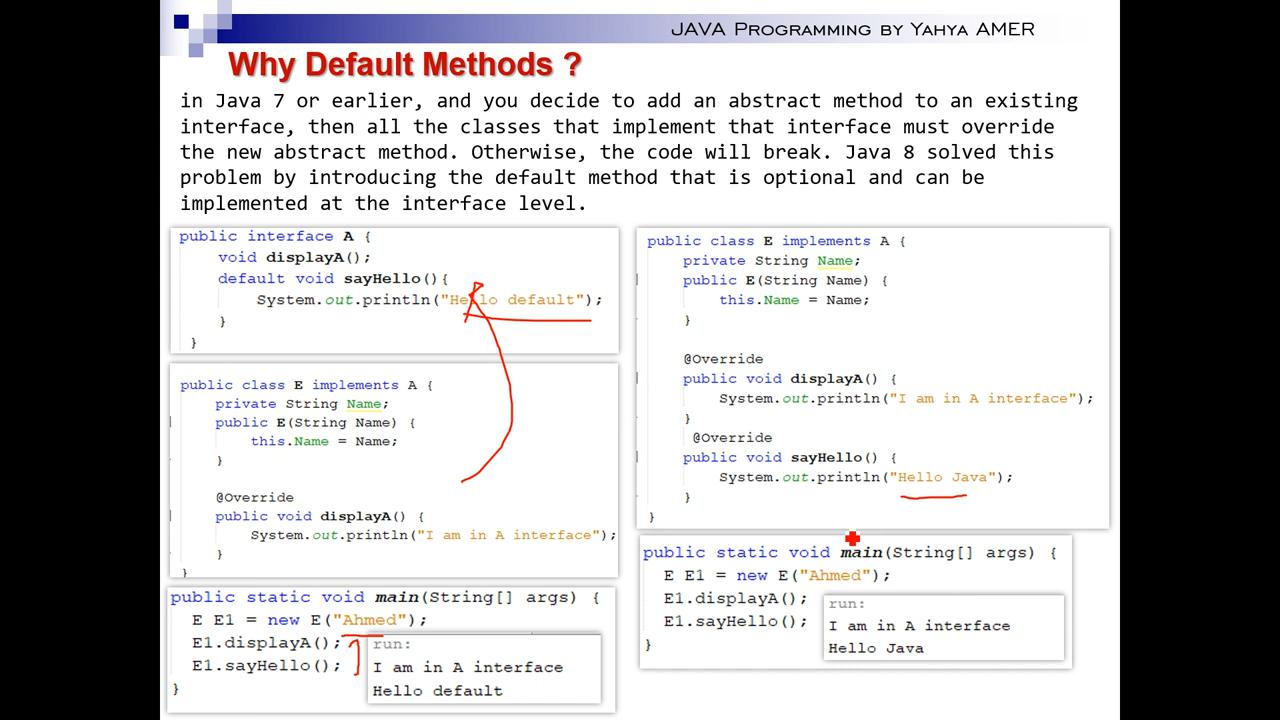 JAVA Programming by Yahya AMER
Why Default Methods ?
in Java 7 or earlier, and you decide to add an abstract method to an existing
interface, then all the classes that implement that interface must override
the new abstract method. Otherwise, the code will break. Java 8 solved this
problem by introducing the default method that is optional and can be
implemented at the interface level.
public interface A {
void displayA();
default void sayHello(){
System.out.println("Hello default");
}
}
public class E implements A {
private String Name;
public E(String Name) {
this.Name = Name;
}
@Override
public void displayA() {
System.out.println("I am in A interface");
}
}
public static void main(String[] args) {
E E1 = new E("Ahmed");
E1.displayA();
E1.sayHello();
}
run:
I am in A interface
Hello default
public class E implements A {
private String Name;
public E(String Name) {
this.Name = Name;
}
@Override
public void displayA() {
System.out.println("I am in A interface");
}
@Override
public void sayHello() {
System.out.println("Hello Java");
}
}
public static void main(String[] args) {
E E1 = new E("Ahmed");
E1.displayA();
E1.sayHello();
}
run:
I am in A interface
Hello Java